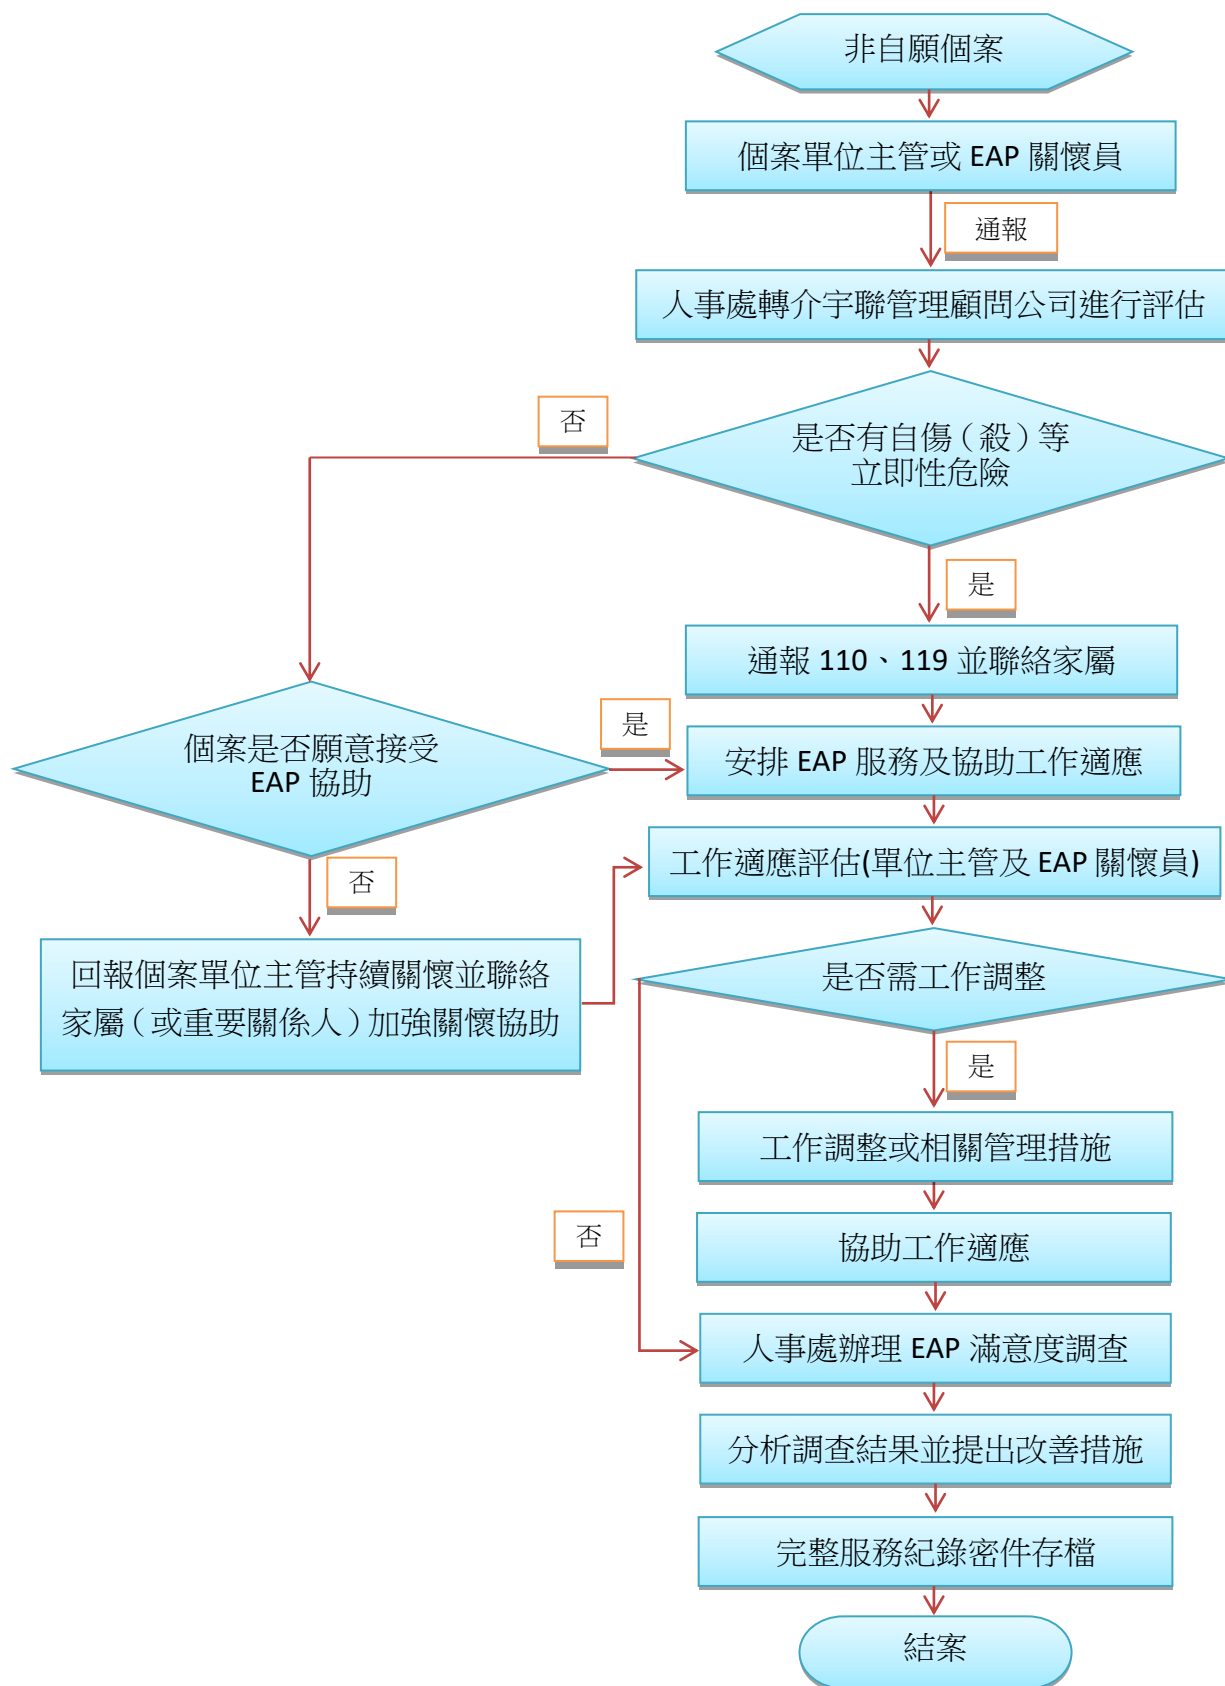 非自願個案
個案單位主管或 EAP 關懷員
通報
人事處轉介宇聯管理顧問公司進行評估
否
是否有自傷（殺）等
立即性危險
是
通報 110、119 並聯絡家屬
個案是否願意接受
EAP 協助
是
安排 EAP 服務及協助工作適應
工作適應評估(單位主管及 EAP 關懷員)
否
回報個案單位主管持續關懷並聯絡
家屬（或重要關係人）加強關懷協助
是否需工作調整
是
工作調整或相關管理措施
否
協助工作適應
人事處辦理 EAP 滿意度調查
分析調查結果並提出改善措施
完整服務紀錄密件存檔
結案